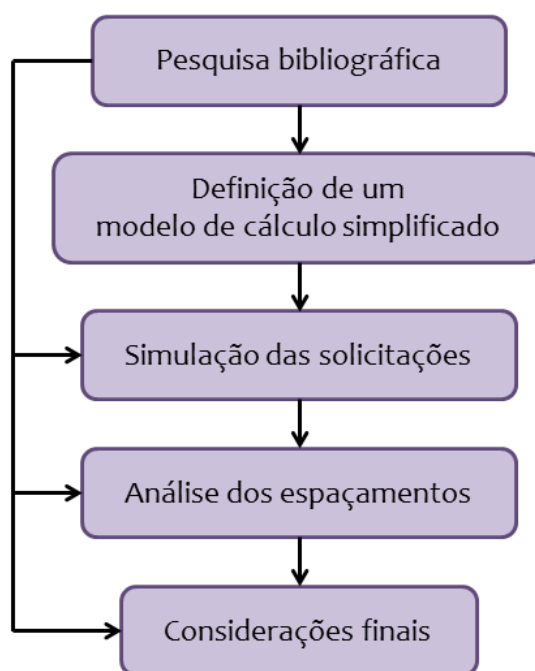 Pesquisa bibliográfica
Definição de um
modelo de cálculo simplificado
Simulação das solicitações
Análise dos espaçamentos
Considerações finais